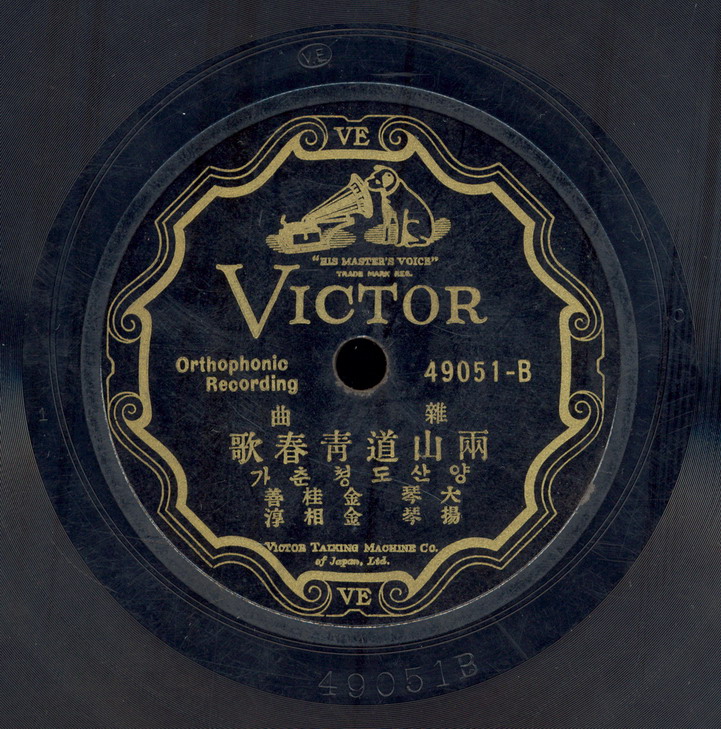 VE
VE
"HIS MASTER'S VOICE"
TRADE MARK REG.
VICTOR
Orthophonic
Recording
49051-B
雜曲
兩山道靑春歌
양산도청춘가
大琴 金桂善
揚琴 金相淳
VICTOR TALKING MACHINE CO.
of Japan, Ltd.
VE
49051B
1